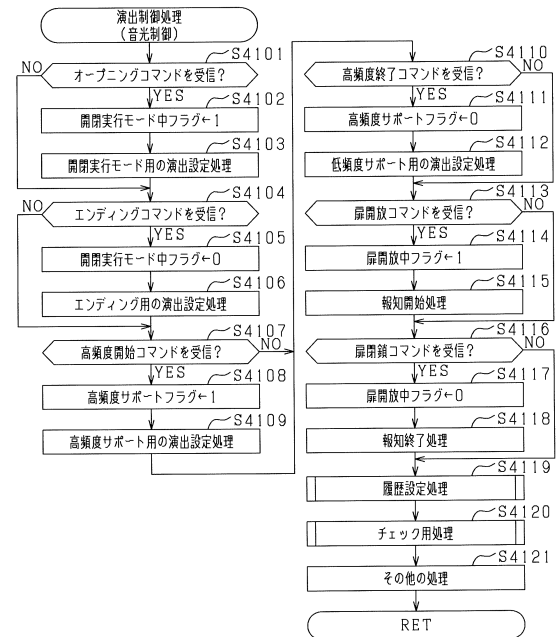 演出制御処理
(音光制御)
S4101
オープニングコマンドを受信?
NO
YES
S4102
開閉実行モード中フラグ←1
S4103
開閉実行モード用の演出設定処理
S4104
エンディングコマンドを受信?
NO
YES
S4105
開閉実行モード中フラグ←0
S4106
エンディング用の演出設定処理
S4107
高頻度開始コマンドを受信?
NO
YES
S4108
高頻度サポートフラグ←1
S4109
高頻度サポート用の演出設定処理
S4110
高頻度終了コマンドを受信?
NO
YES
S4111
高頻度サポートフラグ←0
S4112
低頻度サポート用の演出設定処理
S4113
扉開放コマンドを受信?
NO
YES
S4114
扉開放中フラグ←1
S4115
報知開始処理
S4116
扉閉鎖コマンドを受信?
NO
YES
S4117
扉開放中フラグ←0
S4118
報知終了処理
S4119
履歴設定処理
S4120
チェック用処理
S4121
その他の処理
RET